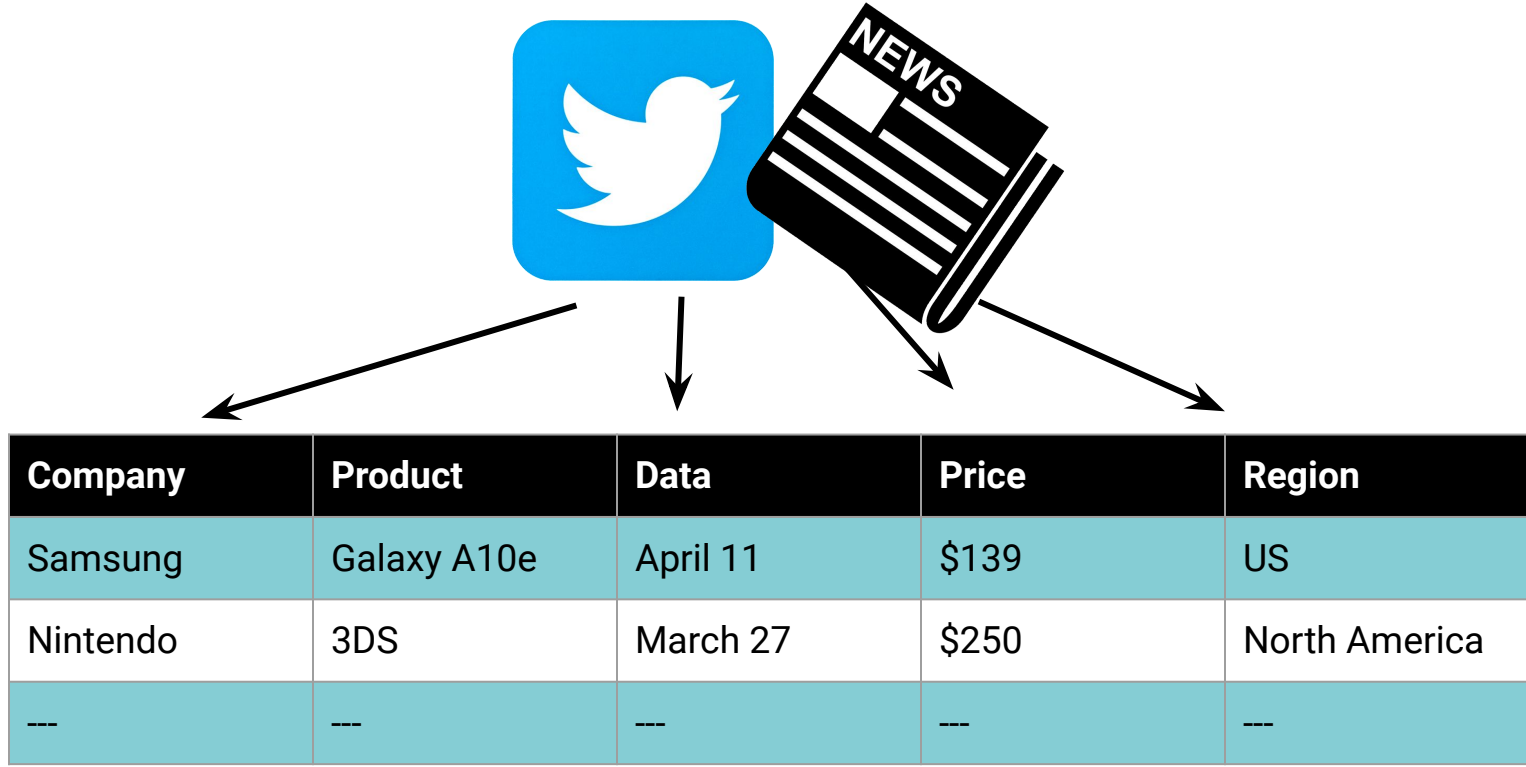 NEWS
Company Product Data Price Region
Samsung Galaxy A10e April 11 $139 US
Nintendo 3DS March 27 $250 North America
--- --- --- --- ---